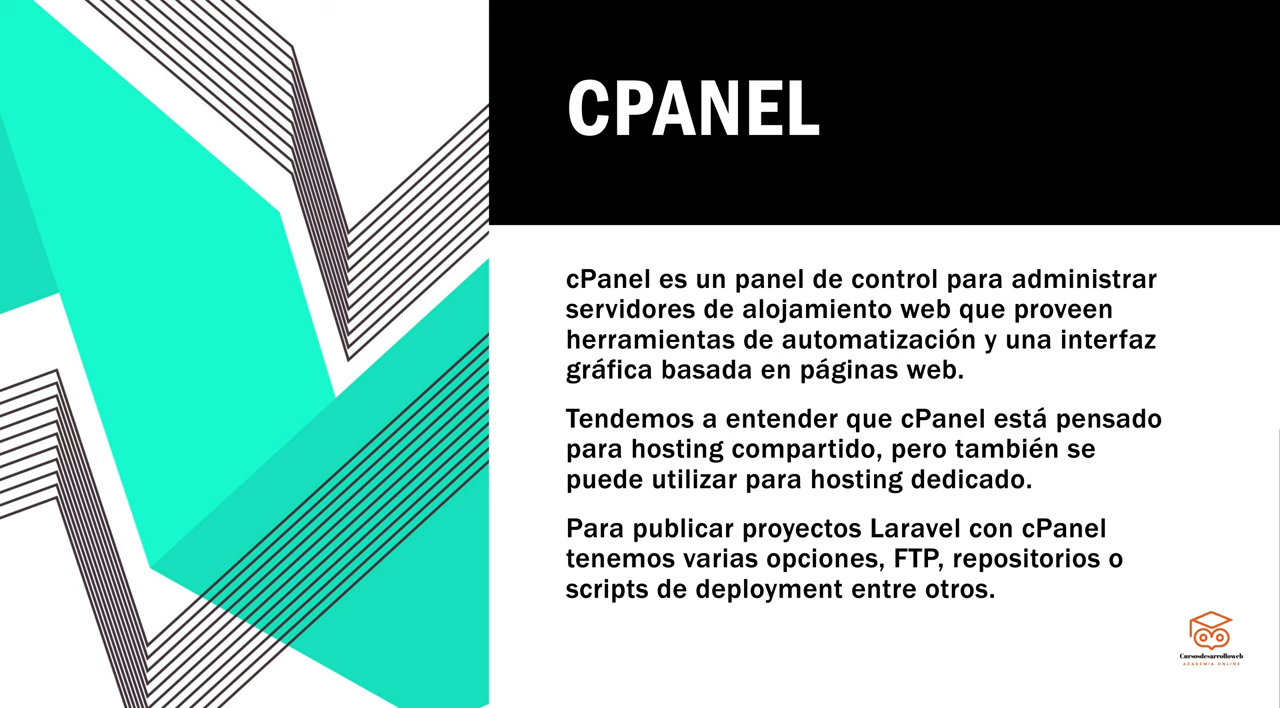 CPANEL
cPanel es un panel de control para administrar
servidores de alojamiento web que proveen
herramientas de automatización y una interfaz
gráfica basada en páginas web.
Tendemos a entender que cPanel está pensado
para hosting compartido, pero también se
puede utilizar para hosting dedicado.
Para publicar proyectos Laravel con cPanel
tenemos varias opciones, FTP, repositorios o
scripts de deployment entre otros.
Cursosdesarrolloweb
ACADÉMIA ONLINE